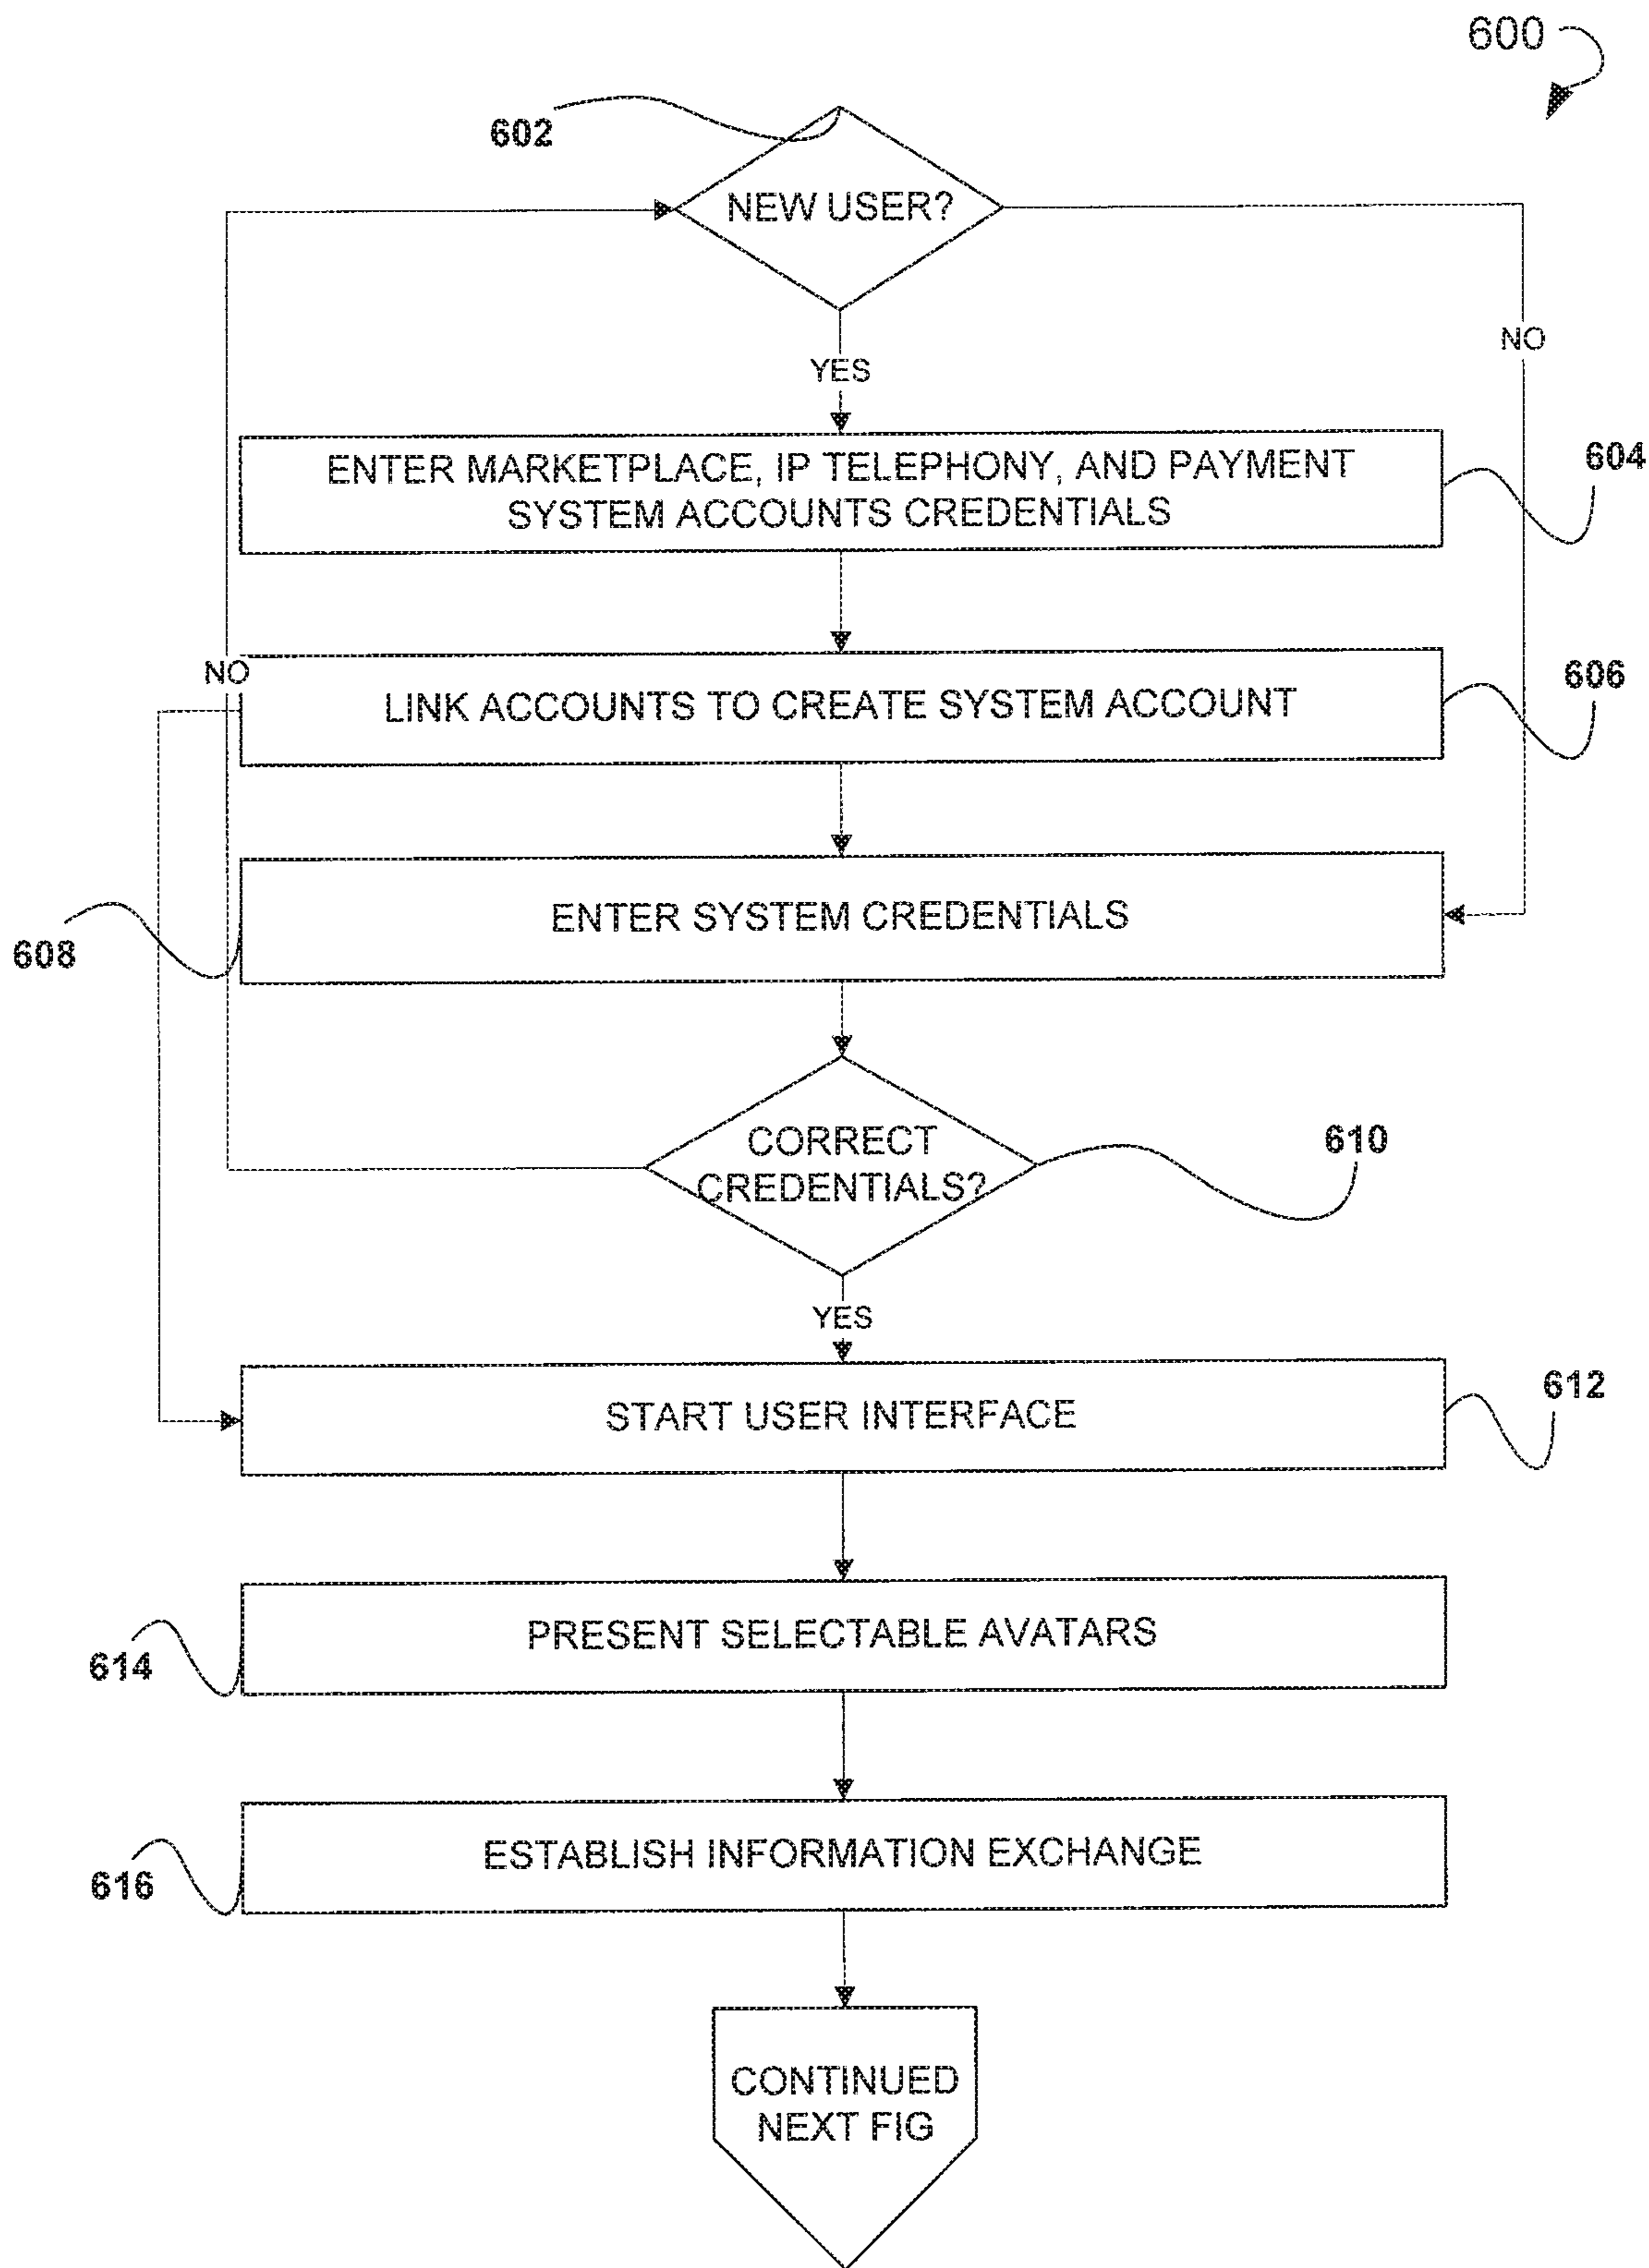 600
602
NEW USER?
NO
YES
ENTER MARKETPLACE, IP TELEPHONY, AND PAYMENT
SYSTEM ACCOUNTS CREDENTIALS
604
NO
LINK ACCOUNTS TO CREATE SYSTEM ACCOUNT
606
ENTER SYSTEM CREDENTIALS
608
CORRECT
CREDENTIALS?
610
YES
START USER INTERFACE
612
PRESENT SELECTABLE AVATARS
614
ESTABLISH INFORMATION EXCHANGE
616
CONTINUED
NEXT FIG